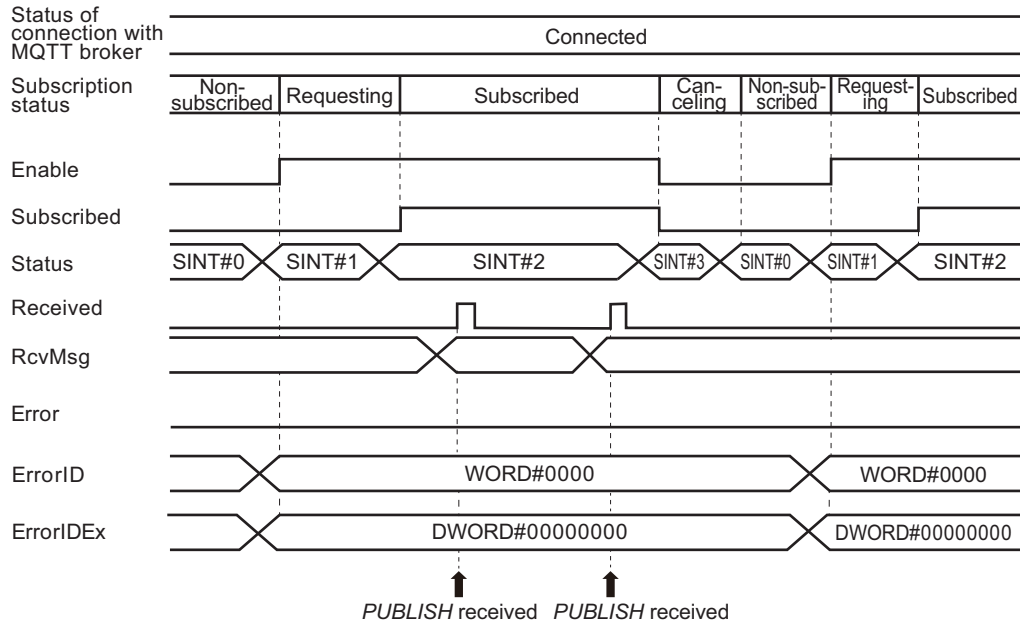 Status of
connection with
MQTT broker
Connected
Subscription
status
Non-
subscribed
Requesting
Subscribed
Can-
celing
Non-sub-
scribed
Request-
ing
Subscribed
Enable
Subscribed
Status
SINT#0
SINT#1
SINT#2
SINT#3
SINT#0
SINT#1
SINT#2
Received
RcvMsg
Error
ErrorID
WORD#0000
WORD#0000
ErrorIDEx
DWORD#00000000
DWORD#00000000
PUBLISH received
PUBLISH received